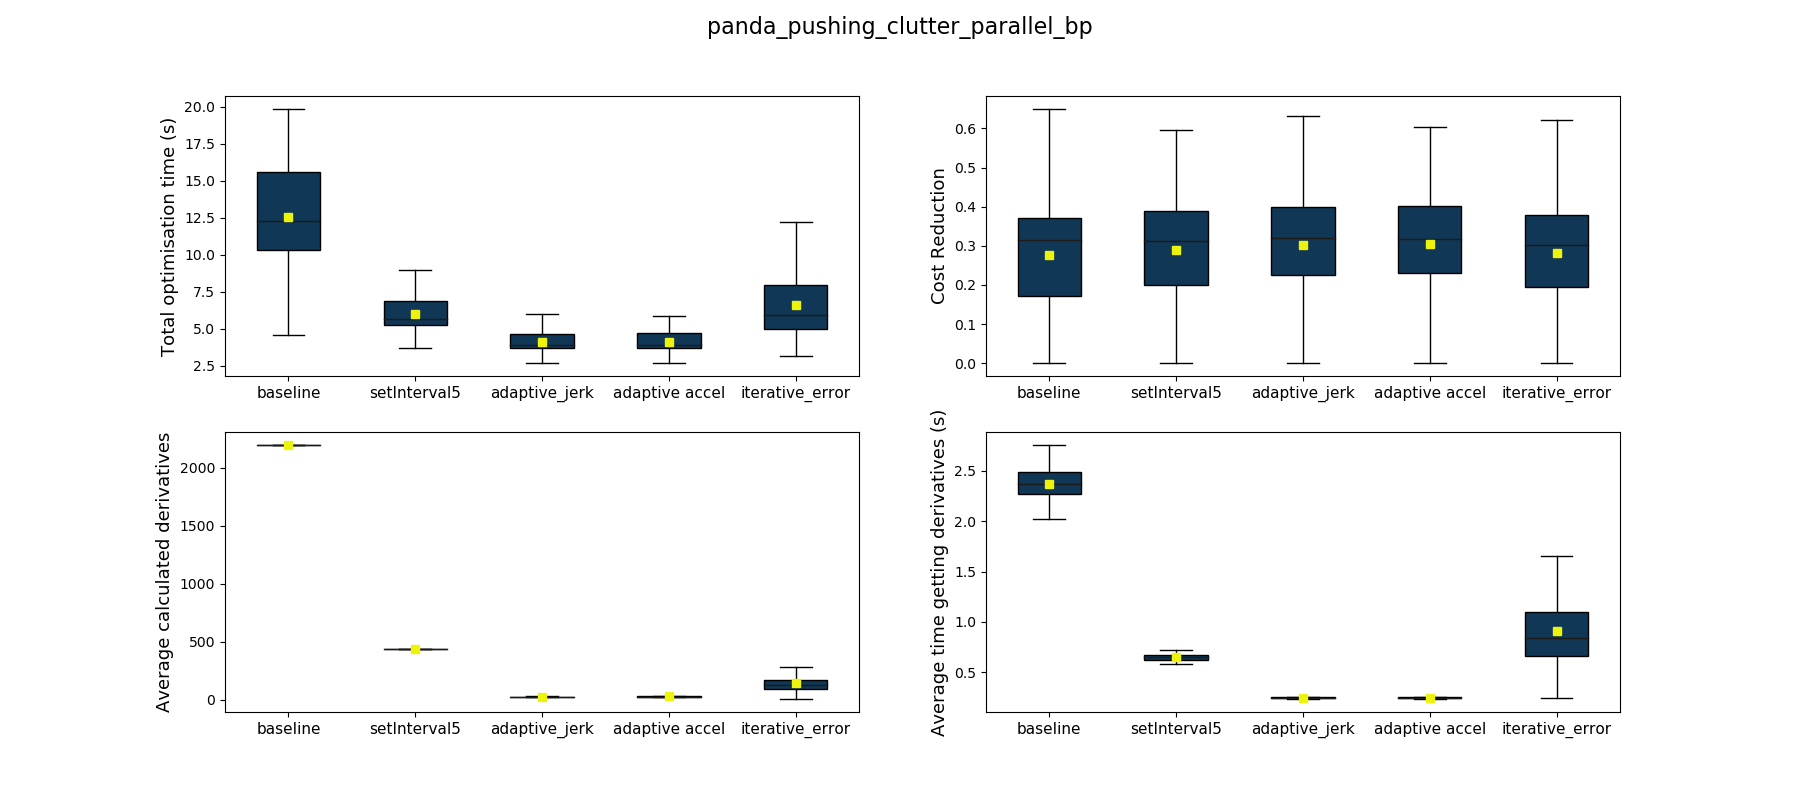 panda_pushing_clutter_parallel_bp
Total optimisation time (s)
20.0
17.5
15.0
12.5
10.0
7.5
5.0
2.5
baseline setInterval5 adaptive_jerk adaptive accel iterative_error
Cost Reduction
0.6
0.5
0.4
0.3
0.2
0.1
0.0
baseline setInterval5 adaptive_jerk adaptive accel iterative_error
Average calculated derivatives
2000
1500
1000
500
0
baseline setInterval5 adaptive_jerk adaptive accel iterative_error
Average time getting derivatives (s)
2.5
2.0
1.5
1.0
0.5
baseline setInterval5 adaptive_jerk adaptive accel iterative_error